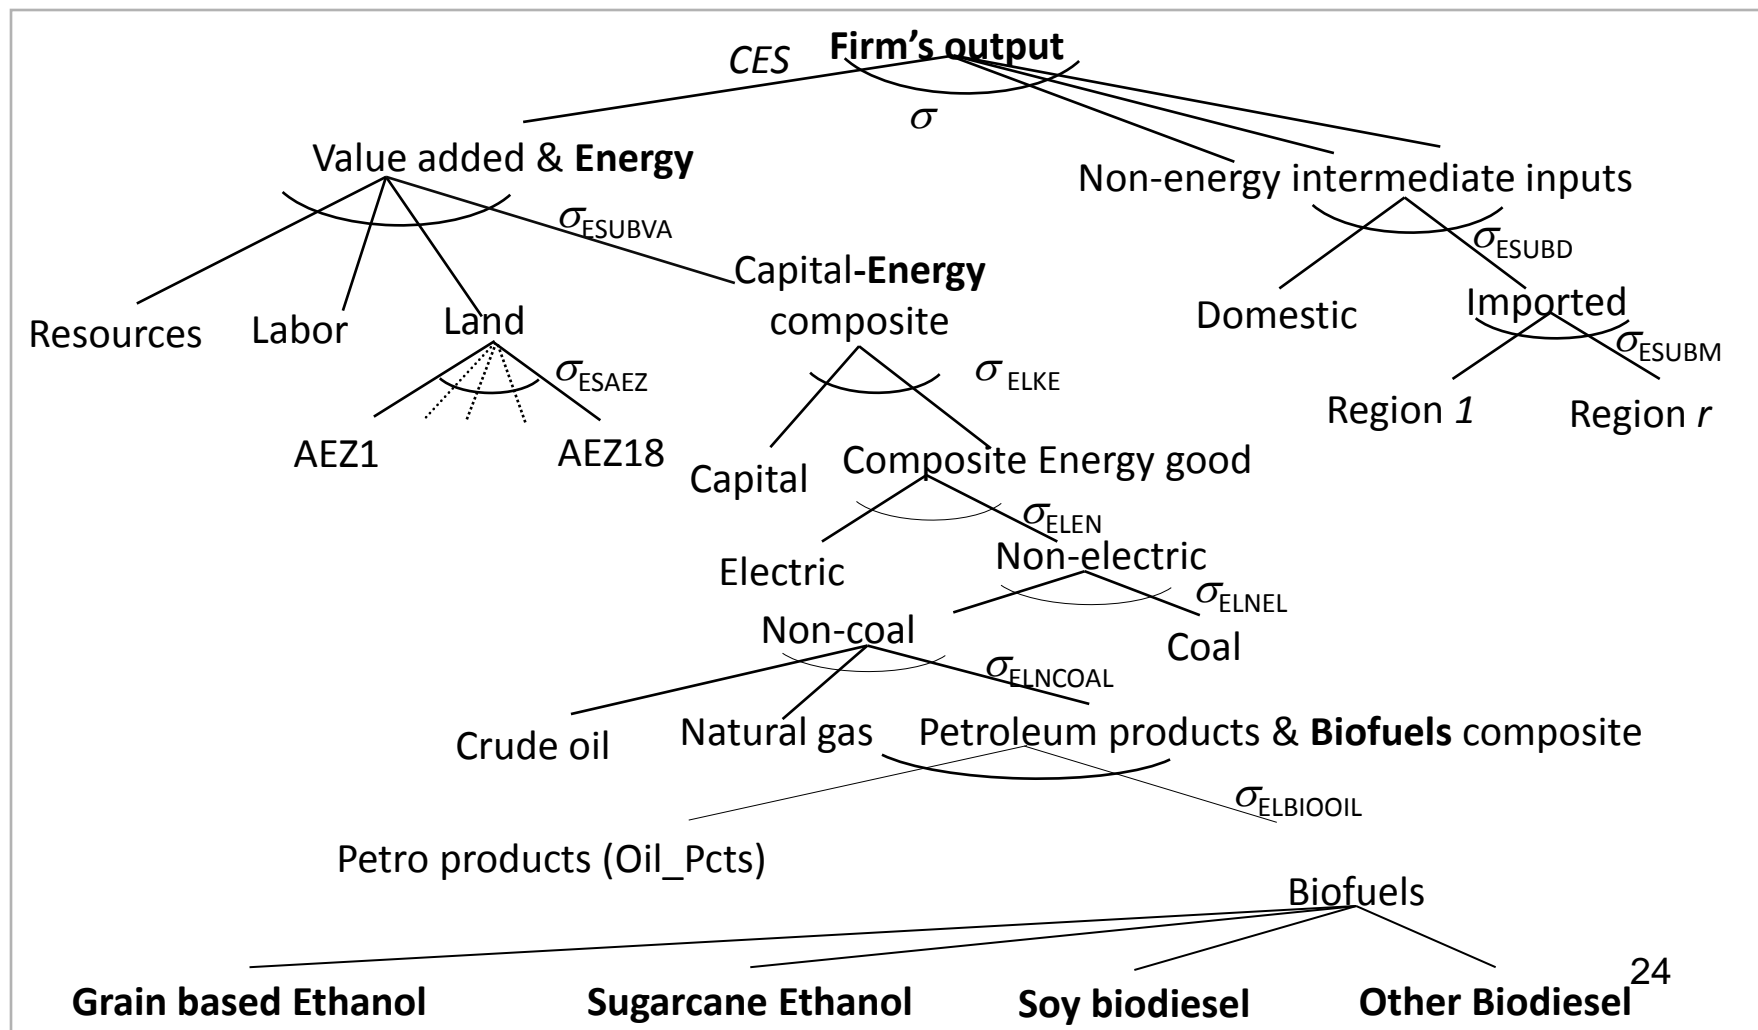 Firm's output
CES
σ
Value added & Energy
Non-energy intermediate inputs
σESUBVA
σESUBD
Capital-Energy
composite
Resources
Labor
Land
Domestic
Imported
σESAEZ
σELKE
σESUBM
AEZ1
AEZ18
Region 1
Region r
Capital
Composite Energy good
σELEN
Electric
Non-electric
σELNEL
Non-coal
Coal
σELNCOAL
Crude oil
Natural gas
Petroleum products & Biofuels composite
σELBIOOIL
Petro products (Oil_Pcts)
Biofuels
Grain based Ethanol
Sugarcane Ethanol
Soy biodiesel
Other Biodiesel
24